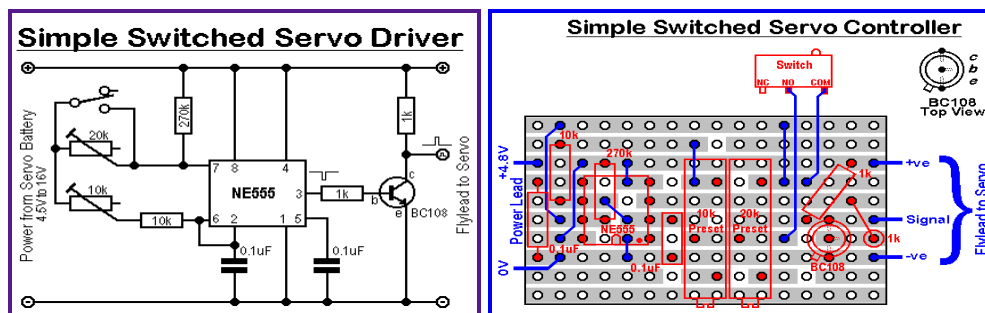 Simple Switched Servo Driver
Power from Servo Battery
4.5V to 16V
20k
10k
10k
270k
7
8
4
NE555
3
6
2
1
5
0.1uF
0.1uF
1k
1k
b
c
e
BC108
Flylead to Servo
Simple Switched Servo Controller
Switch
NC
NO
COM
c
b
e
BC108
Top View
+4.8V
Power Lead
0V
10k
270k
NE555
0.1uF
0.1uF
10k
Preset
20k
Preset
1k
1k
BC108
+ve
Signal
-ve
Flylead to Servo